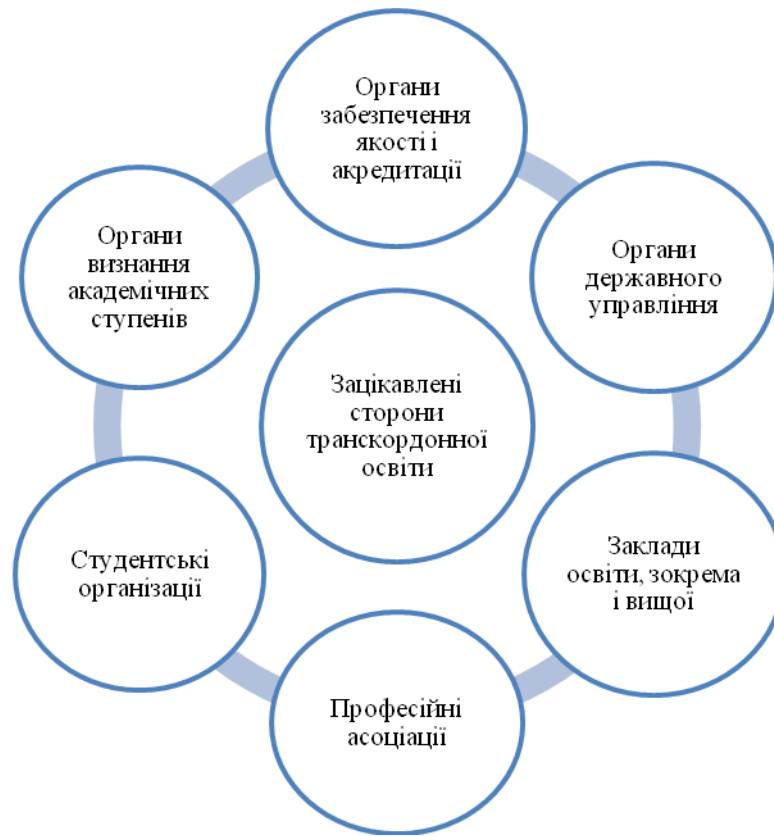 Органи
забезпечення
якості і
акредитації
Органи
визнання
академічних
ступенів
Органи
державного
управління
Зацікавлені
сторони
транскордонної
освіти
Студентські
організації
Заклади
освіти, зокрема
і вищої
Професійні
асоціації